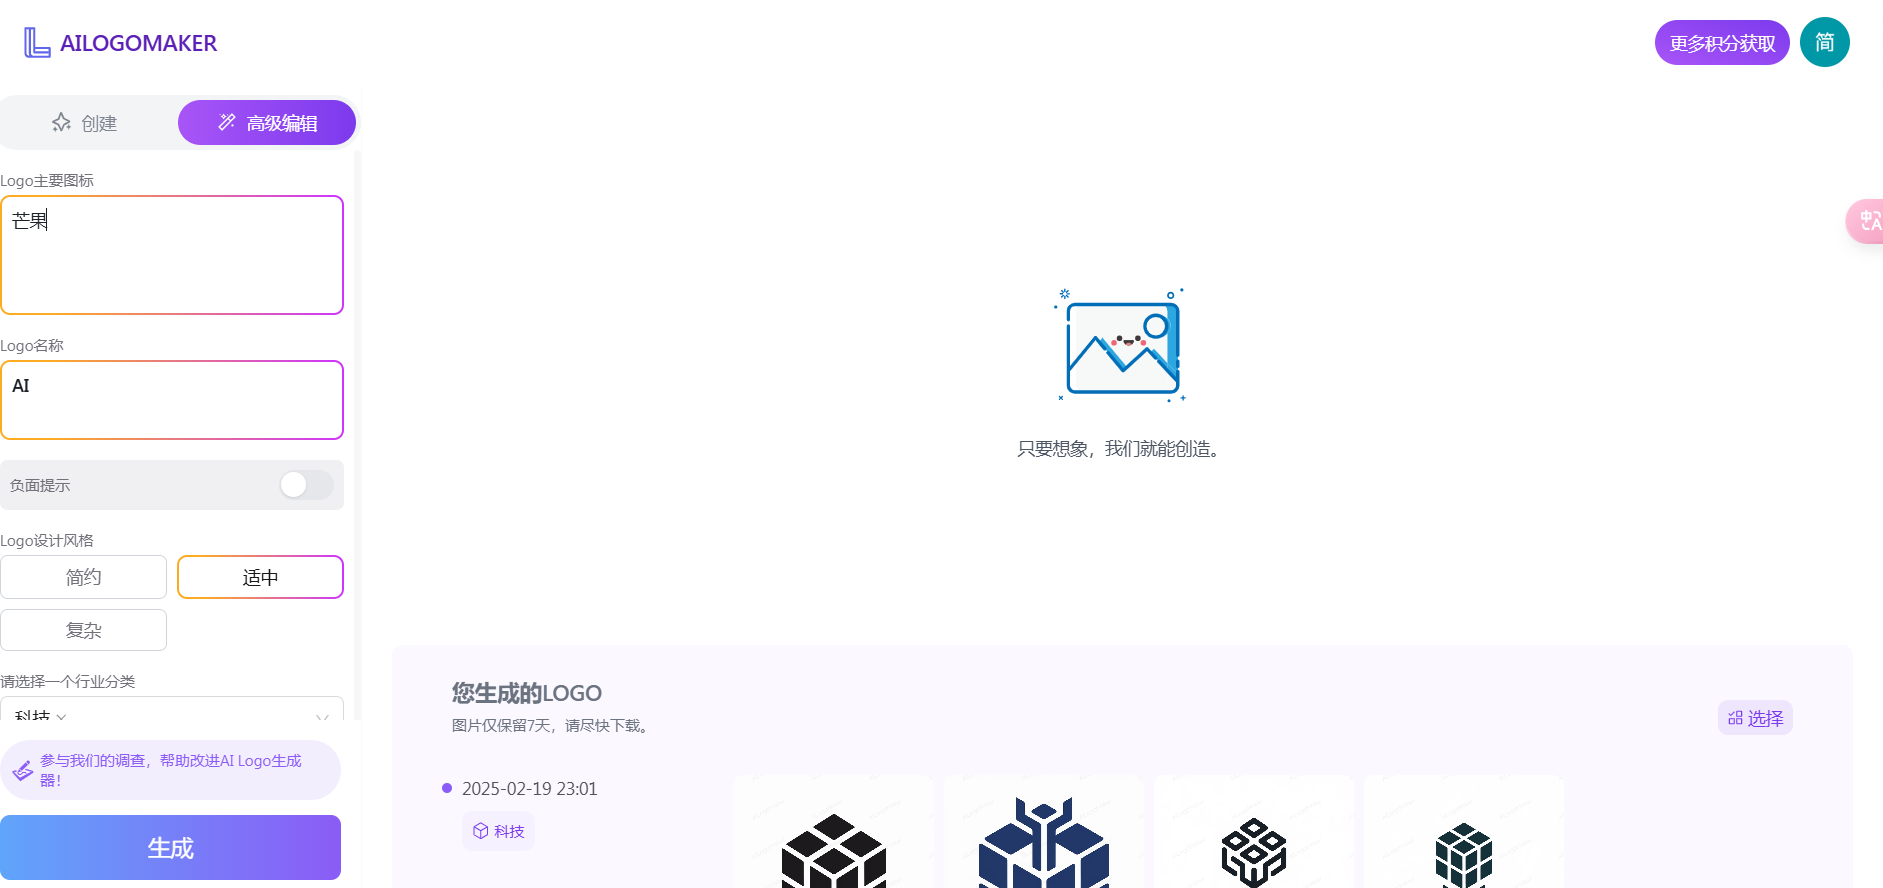 AILOGOMAKER
更多积分获取
简
创建
高级编辑
Logo主要图标
芒果
Logo名称
AI
负面提示
Logo设计风格
简约
适中
复杂
请选择一个行业分类
科技
参与我们的调查，帮助改进AI Logo生成
器！
生成
只要想象，我们就能创造。
您生成的LOGO
图片仅保留7天，请尽快下载。
选择
2025-02-19 23:01
科技